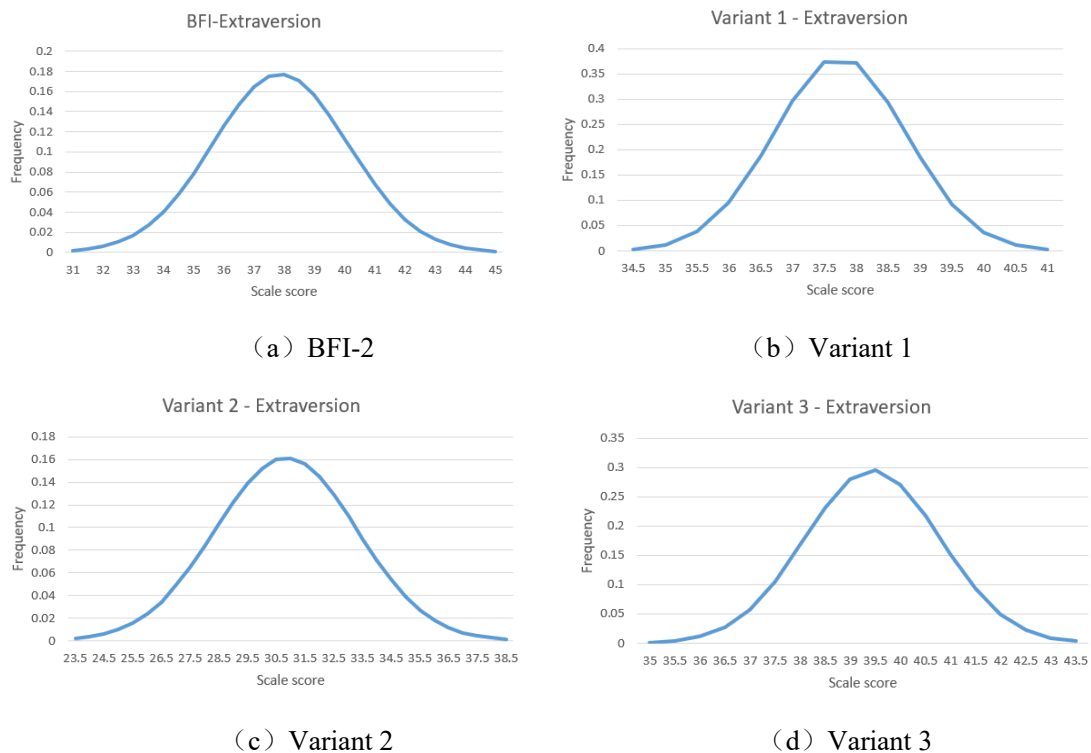 BFI-Extraversion
0.2
0.18
0.16
0.14
0.12
0.1
0.08
0.06
0.04
0.02
0
Frequency
31 32 33 34 35 36 37 38 39 40 41 42 43 44 45
Scale score
（a）BFI-2
Variant 1 - Extraversion
0.4
0.35
0.3
0.25
0.2
0.15
0.1
0.05
0
Frequency
34.5 35 35.5 36 36.5 37 37.5 38 38.5 39 39.5 40 40.5 41
Scale score
（b）Variant 1
Variant 2 - Extraversion
0.18
0.16
0.14
0.12
0.1
0.08
0.06
0.04
0.02
0
Frequency
23.5 24.5 25.5 26.5 27.5 28.5 29.5 30.5 31.5 32.5 33.5 34.5 35.5 36.5 37.5 38.5
Scale score
（c）Variant 2
Variant 3 - Extraversion
0.35
0.3
0.25
0.2
0.15
0.1
0.05
0
Frequency
35 35.5 36 36.5 37 37.5 38 38.5 39 39.5 40 40.5 41 41.5 42 42.5 43 43.5
Scale score
（d）Variant 3